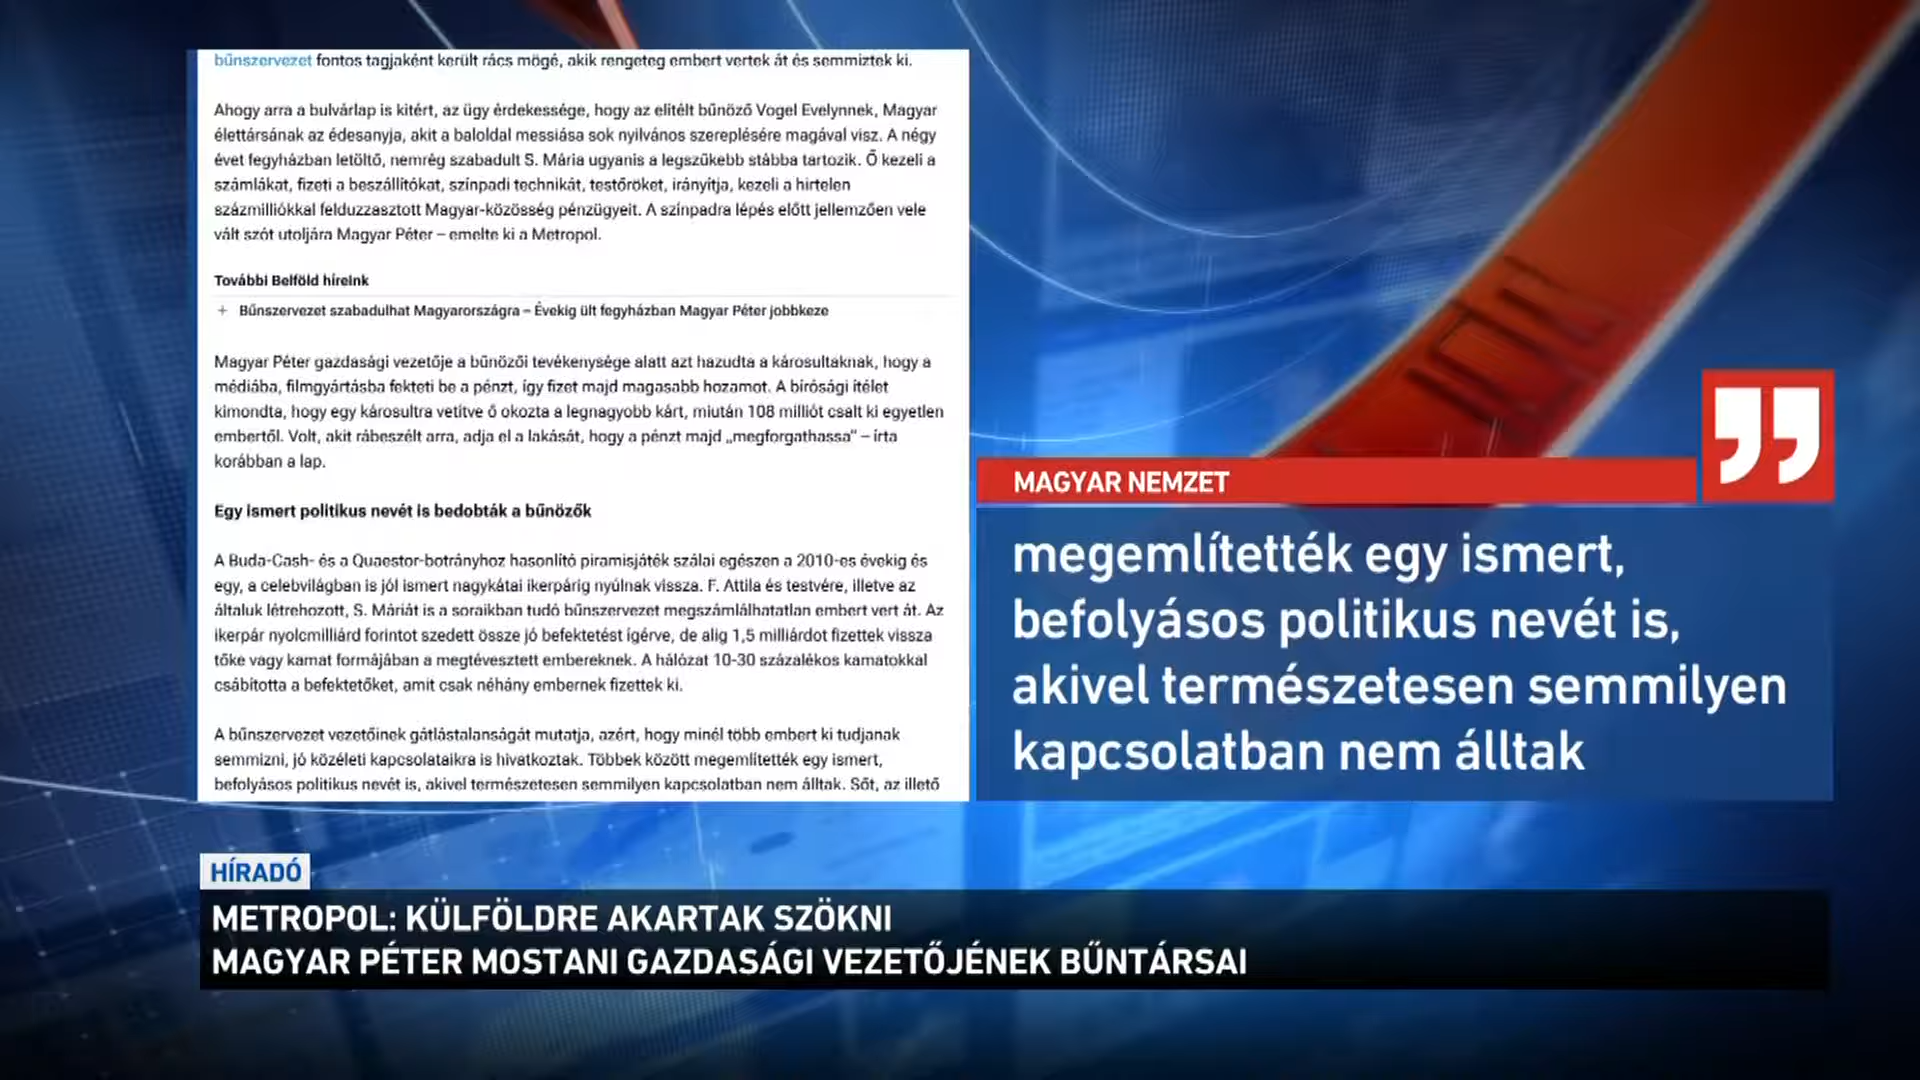 bűnszervezet fontos tagjaként került rács mögé, akik rengeteg embert vertek át és semmiztek ki.
Ahogy arra a bulvárlap is kitért, az ügy érdekessége, hogy az elítélt bűnöző Vogel Evelynnek, Magyar
élettársának az édesanyja, akit a baloldal messiása sok nyilvános szereplésére magával visz. A négy
évet fegyházban letöltő, nemrég szabadult S. Mária ugyanis a legszűkebb stábba tartozik. Ő kezeli a
számlákat, fizeti a beszállítókat, színpadi technikát, testőröket, irányítja, kezeli a hirtelen
százmilliókkal felduzzasztott Magyar-közösség pénzügyeit. A színpadra lépés előtt jellemzően vele
vált szót utoljára Magyar Péter – emelte ki a Metropol.
További Belföld híreink
+ Bűnszervezet szabadulhat Magyarországra – Évekig ült fegyházban Magyar Péter jobbkeze
Magyar Péter gazdasági vezetője a bűnözői tevékenysége alatt azt hazudta a károsultaknak, hogy a
médiába, filmgyártásba fekteti be a pénzt, így fizet majd magasabb hozamot. A bírósági ítélet
kimondta, hogy egy károsultra vetítve ő okozta a legnagyobb kárt, miután 108 milliót csalt ki egyetlen
embertől. Volt, akit rábeszélt arra, adja el a lakását, hogy a pénzt majd „megforgathassa” – írta
korábban a lap.
Egy ismert politikus nevét is bedobták a bűnözők
A Buda-Cash- és a Quaestor-botrányhoz hasonlító piramisjáték szálai egészen a 2010-es évekig és
egy, a celebvilágban is jól ismert nagykátai ikerpárig nyúlnak vissza. F. Attila és testvére, illetve az
általuk létrehozott, S. Máriát is a soraikban tudó bűnszervezet megszámlálhatatlan embert vert át. Az
ikerpár nyolcmilliárd forintot szedett össze jó befektetést ígérve, de alig 1,5 milliárdot fizettek vissza
tőke vagy kamat formájában a megtévesztett embereknek. A hálózat 10-30 százalékos kamatokkal
csábította a befektetőket, amit csak néhány embernek fizettek ki.
A bűnszervezet vezetőinek gátlástalanságát mutatja, azért, hogy minél több embert ki tudjanak
semmizni, jó közéleti kapcsolataikra is hivatkoztak. Többek között megemlítették egy ismert,
befolyásos politikus nevét is, akivel természetesen semmilyen kapcsolatban nem álltak. Sőt, az illető
MAGYAR NEMZET
megemlítették egy ismert,
befolyásos politikus nevét is,
akivel természetesen semmilyen
kapcsolatban nem álltak
HÍRADÓ
METROPOL: KÜLFÖLDRE AKARTAK SZÖKNI
MAGYAR PÉTER MOSTANI GAZDASÁGI VEZETŐJÉNEK BŰNTÁRSAI